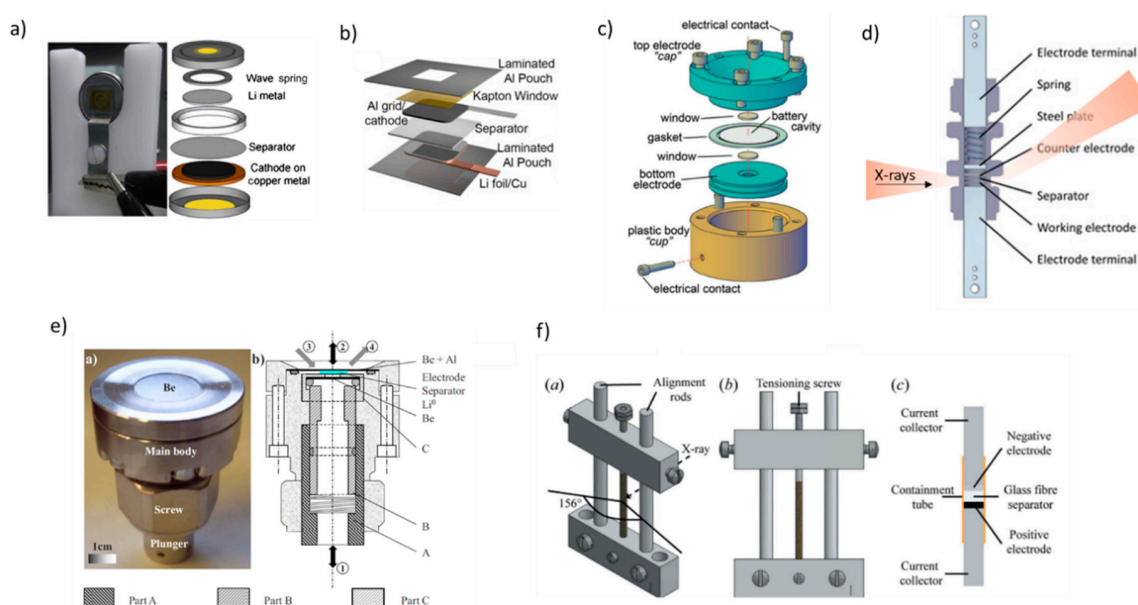 a)
Wave spring
Li metal
Separator
Cathode on
copper metal
b)
Laminated
Al Pouch
Kapton Window
Al grid/
cathode
Separator
Laminated
Al Pouch
Li foil/Cu
c)
electrical contact
top electrode
"cap"
window
battery
cavity
gasket
window
bottom
electrode
plastic body
"cup"
electrical contact
d)
Electrode terminal
Spring
Steel plate
Counter electrode
X-rays
Separator
Working electrode
Electrode terminal
e)
a)
Be
Main body
Screw
Plunger
1cm
b)
3
2
4
Be + Al
Electrode
Separator
Li⁰
Be
C
B
A
1
Part A
Part B
Part C
f)
(a)
Alignment
rods
X-ray
156°
(b)
Tensioning screw
(c)
Current
collector
Negative
electrode
Containment
tube
Glass fibre
separator
Positive
electrode
Current
collector